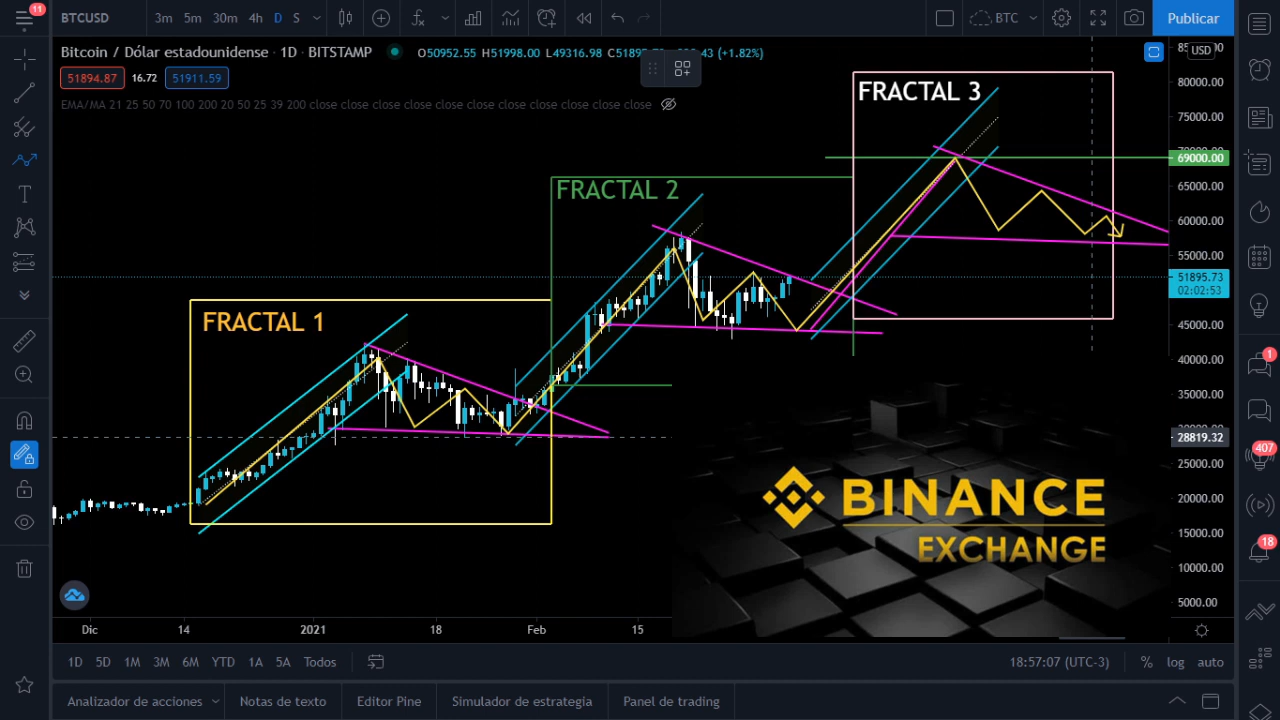 11
BTCUSD 3m 5m 30m 4h D S BTC Publicar
Bitcoin / Dólar estadounidense · 1D · BITSTAMP O50952.55 H51998.00 L49316.98 (+1.82%)
51894.87 16.72 51911.59
EMA/MA 21 25 50 70 100 200 20 50 25 39 200 close close close close close close close close close close close
USD
80000.00
75000.00
69000.00
65000.00
60000.00
55000.00
51895.73
02:02:53
45000.00
40000.00
35000.00
28819.32
25000.00
20000.00
15000.00
10000.00
5000.00
FRACTAL 3
FRACTAL 2
FRACTAL 1
BINANCE
EXCHANGE
Dic 14 2021 18 Feb 15
1D 5D 1M 3M 6M YTD 1A 5A Todos 18:57:07 (UTC-3) % log auto
Analizador de acciones Notas de texto Editor Pine Simulador de estrategia Panel de trading
1
407
18